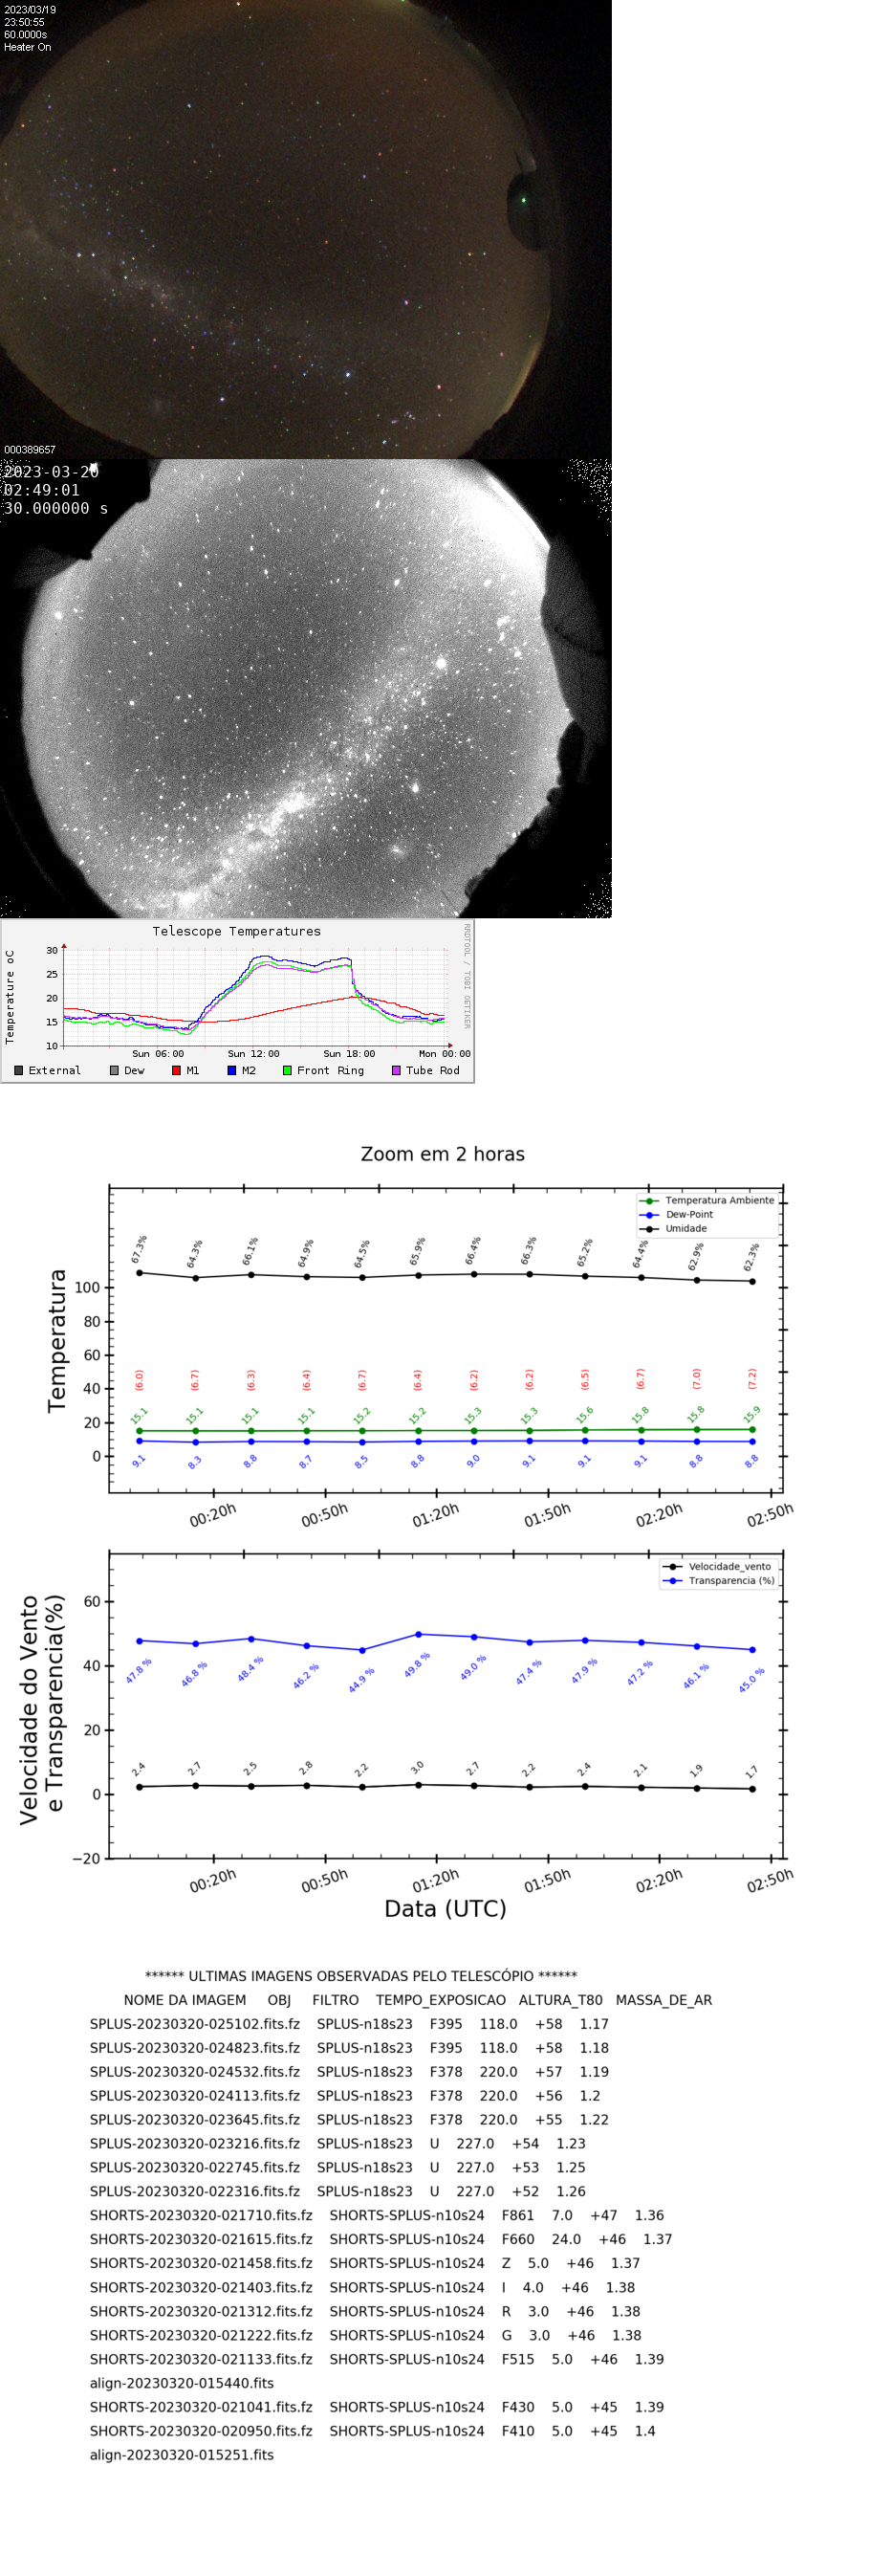 2023/03/19
23:50:55
60.0000s
Heater On
000389657
2023-03-20
02:49:01
30.000000 s
Telescope Temperatures
RRDTOOL / TOBI OETIKER
Temperature oC
30
25
20
15
10
Sun 06:00 Sun 12:00 Sun 18:00 Mon 00:00
External Dew M1 M2 Front Ring Tube Rod
Zoom em 2 horas
Temperatura Ambiente
Dew-Point
Umidade
67.3% 64.3% 66.1% 64.9% 64.5% 65.9% 66.4% 66.3% 65.2% 64.4% 62.9% 62.3%
Temperatura
100
80
60
40
20
0
(6.0) (6.7) (6.3) (6.4) (6.7) (6.4) (6.2) (6.2) (6.5) (6.7) (7.0) (7.2)
15.1 15.1 15.1 15.1 15.2 15.2 15.3 15.3 15.6 15.8 15.8 15.9
9.1 8.3 8.8 8.7 8.5 8.8 9.0 9.1 9.1 9.1 8.8 8.8
00:20h 00:50h 01:20h 01:50h 02:20h 02:50h
Velocidade_vento
Transparencia (%)
Velocidade do Vento
e Transparencia(%)
60
40
20
0
−20
47.8 % 46.8 % 48.4 % 46.2 % 44.9 % 49.8 % 49.0 % 47.4 % 47.9 % 47.2 % 46.1 % 45.0 %
2.4 2.7 2.5 2.8 2.2 3.0 2.7 2.2 2.4 2.1 1.9 1.7
00:20h 00:50h 01:20h 01:50h 02:20h 02:50h
Data (UTC)
****** ULTIMAS IMAGENS OBSERVADAS PELO TELESCÓPIO ******
NOME DA IMAGEM OBJ FILTRO TEMPO_EXPOSICAO ALTURA_T80 MASSA_DE_AR
SPLUS-20230320-025102.fits.fz SPLUS-n18s23 F395 118.0 +58 1.17
SPLUS-20230320-024823.fits.fz SPLUS-n18s23 F395 118.0 +58 1.18
SPLUS-20230320-024532.fits.fz SPLUS-n18s23 F378 220.0 +57 1.19
SPLUS-20230320-024113.fits.fz SPLUS-n18s23 F378 220.0 +56 1.2
SPLUS-20230320-023645.fits.fz SPLUS-n18s23 F378 220.0 +55 1.22
SPLUS-20230320-023216.fits.fz SPLUS-n18s23 U 227.0 +54 1.23
SPLUS-20230320-022745.fits.fz SPLUS-n18s23 U 227.0 +53 1.25
SPLUS-20230320-022316.fits.fz SPLUS-n18s23 U 227.0 +52 1.26
SHORTS-20230320-021710.fits.fz SHORTS-SPLUS-n10s24 F861 7.0 +47 1.36
SHORTS-20230320-021615.fits.fz SHORTS-SPLUS-n10s24 F660 24.0 +46 1.37
SHORTS-20230320-021458.fits.fz SHORTS-SPLUS-n10s24 Z 5.0 +46 1.37
SHORTS-20230320-021403.fits.fz SHORTS-SPLUS-n10s24 I 4.0 +46 1.38
SHORTS-20230320-021312.fits.fz SHORTS-SPLUS-n10s24 R 3.0 +46 1.38
SHORTS-20230320-021222.fits.fz SHORTS-SPLUS-n10s24 G 3.0 +46 1.38
SHORTS-20230320-021133.fits.fz SHORTS-SPLUS-n10s24 F515 5.0 +46 1.39
align-20230320-015440.fits
SHORTS-20230320-021041.fits.fz SHORTS-SPLUS-n10s24 F430 5.0 +45 1.39
SHORTS-20230320-020950.fits.fz SHORTS-SPLUS-n10s24 F410 5.0 +45 1.4
align-20230320-015251.fits